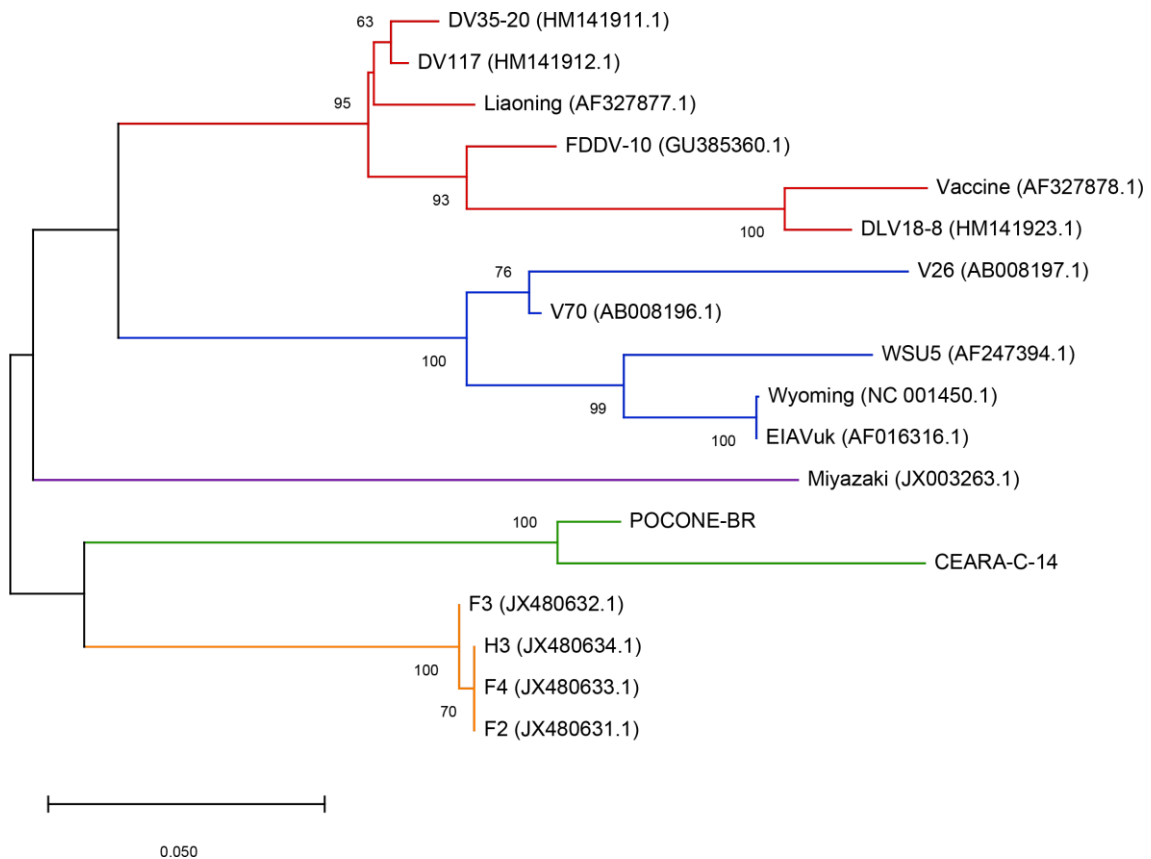 63
DV35-20 (HM141911.1)
DV117 (HM141912.1)
95
Liaoning (AF327877.1)
FDDV-10 (GU385360.1)
93
Vaccine (AF327878.1)
100
DLV18-8 (HM141923.1)
76
V26 (AB008197.1)
V70 (AB008196.1)
100
WSU5 (AF247394.1)
99
Wyoming (NC 001450.1)
100
EIAVuk (AF016316.1)
Miyazaki (JX003263.1)
100
POCONE-BR
CEARA-C-14
F3 (JX480632.1)
H3 (JX480634.1)
100
F4 (JX480633.1)
70
F2 (JX480631.1)
0.050